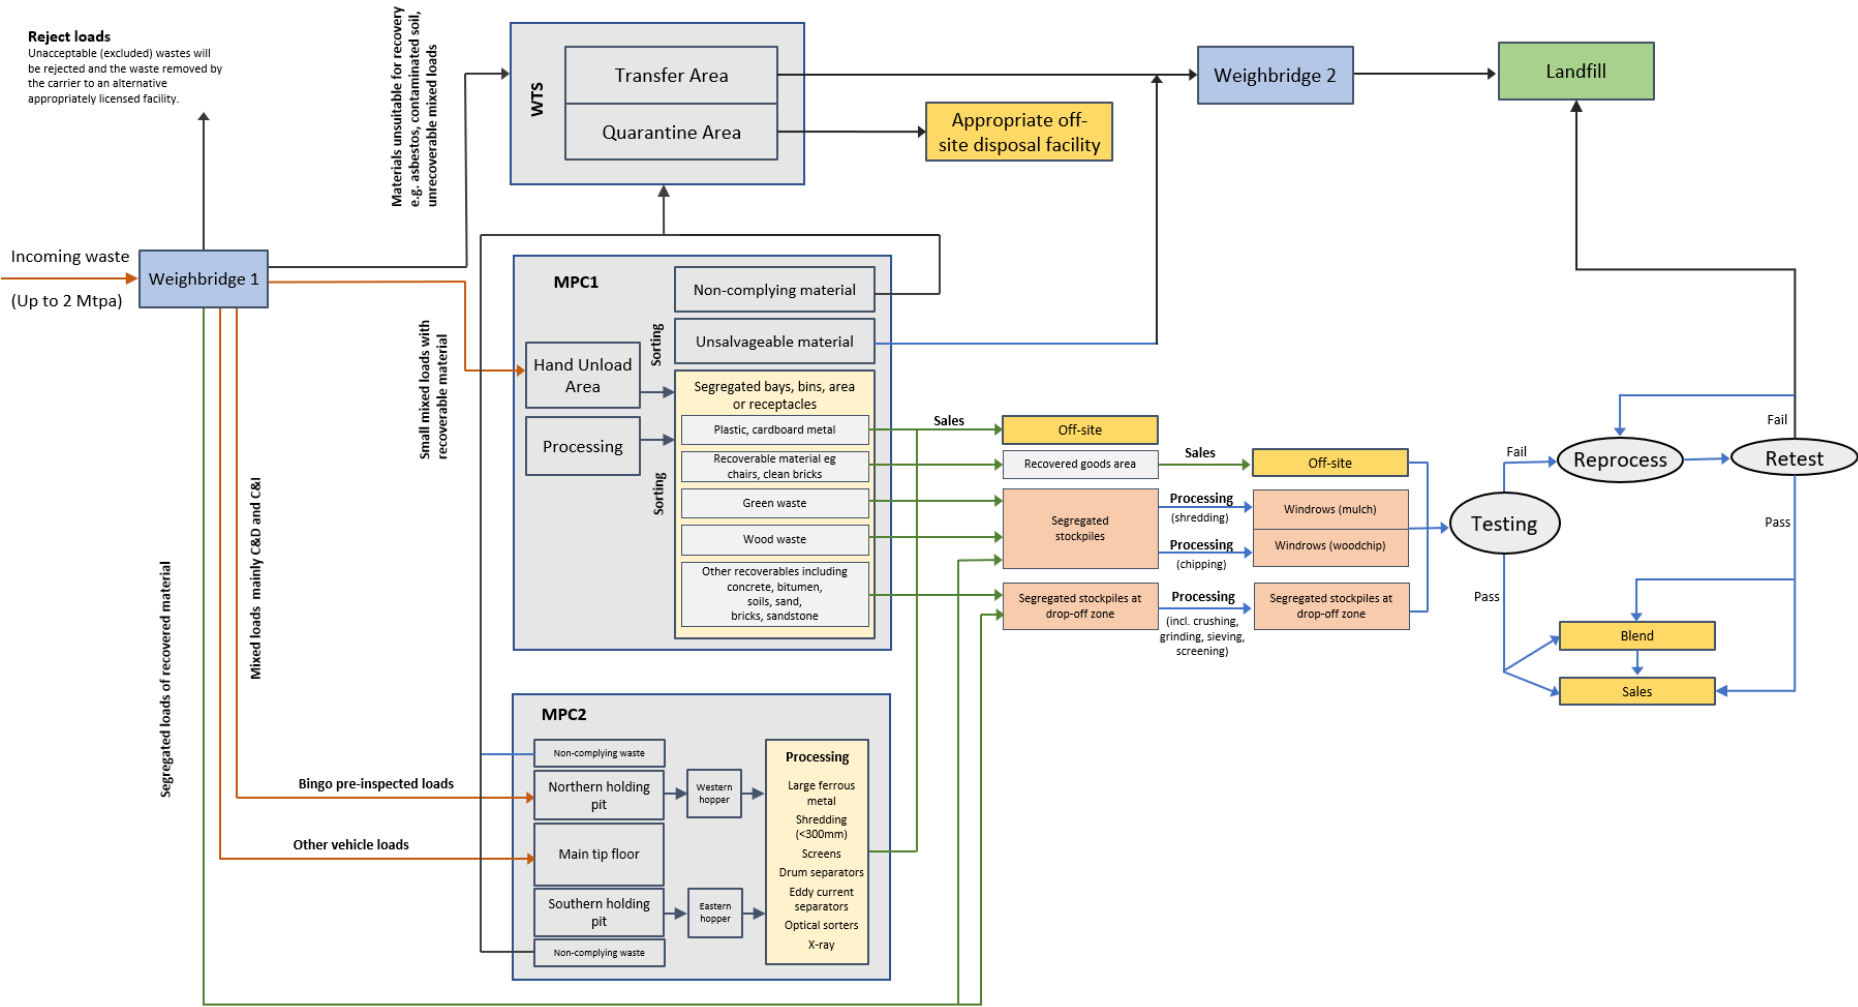 Reject loads
Unacceptable (excluded) wastes will
be rejected and the waste removed by
the carrier to an alternative
appropriately licensed facility.
Incoming waste
(Up to 2 Mtpa)
Weighbridge 1
Materials unsuitable for recovery
e.g. asbestos, contaminated soil,
unrecoverable mixed loads
Small mixed loads with
recoverable material
Mixed loads mainly C&D and C&I
Segregated loads of recovered material
Bingo pre-inspected loads
Other vehicle loads
WTS
Transfer Area
Quarantine Area
Appropriate off-
site disposal facility
Weighbridge 2
Landfill
MPC1
Non-complying material
Unsalvageable material
Hand Unload
Area
Processing
Sorting
Sorting
Segregated bays, bins, area
or receptacles
Plastic, cardboard metal
Recoverable material eg
chairs, clean bricks
Green waste
Wood waste
Other recoverables including
concrete, bitumen,
soils, sand,
bricks, sandstone
Sales
Off-site
Recovered goods area
Sales
Off-site
Segregated
stockpiles
Processing
(shredding)
Windrows (mulch)
Processing
(chipping)
Windrows (woodchip)
Segregated stockpiles at
drop-off zone
Processing
(incl. crushing,
grinding, sieving,
screening)
Segregated stockpiles at
drop-off zone
Testing
Fail
Pass
Reprocess
Retest
Fail
Pass
Blend
Sales
MPC2
Non-complying waste
Northern holding
pit
Western
hopper
Main tip floor
Southern holding
pit
Eastern
hopper
Non-complying waste
Processing
Large ferrous
metal
Shredding
(<300mm)
Screens
Drum separators
Eddy current
separators
Optical sorters
X-ray